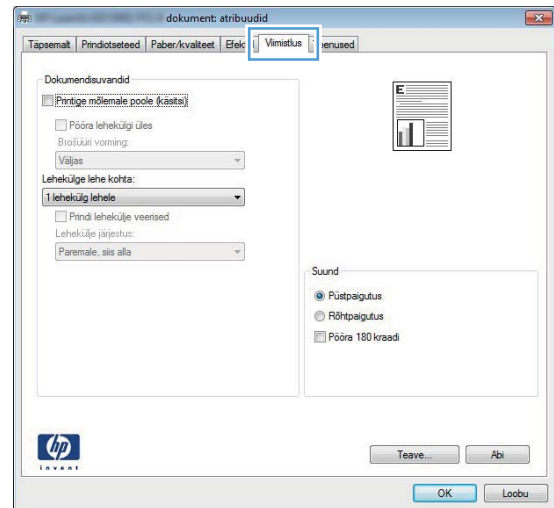 dokument: atribuudid
Täpsemalt Prindiotseteed Paber/kvaliteet Viimistlus
Dokumendisuvandid
Printige mõlemale poole (käsitsi)
Pööra lehekülgi üles
Brošüüri vorming:
Väljas
Lehekülge lehe kohta:
1 lehekülg lehele
Prindi lehekülje veerised
Lehekülje järjestus:
Paremale, siis alla
E
Suund
Püstpaigutus
Rõhtpaigutus
Pööra 180 kraadi
hp
invent
Teave... Abi
OK Loobu